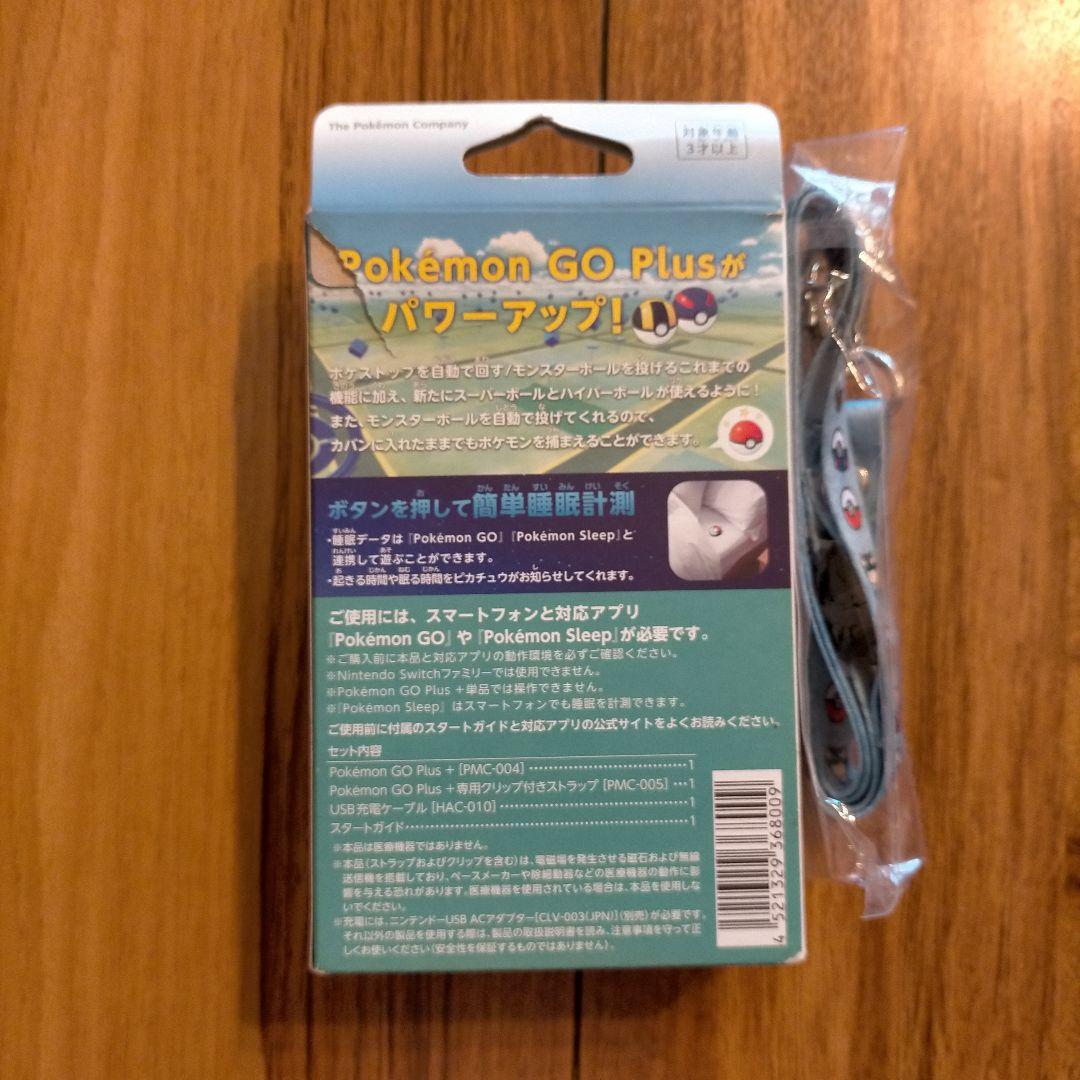 The Pokémon Company
対象年齢
3才以上
Pokémon GO Plusが
パワーアップ!
ポケストップを自動で回す/モンスターボールを投げるこれまでの
機能に加え、新たにスーパーボールとハイパーボールが使えるように!
また、モンスターボールを自動で投げてくれるので、
カバンに入れたままでもポケモンを捕まえることができます。
ボタンを押して簡単睡眠計測
・睡眠データは『Pokémon GO』『Pokémon Sleep』と
連携して遊ぶことができます。
・起きる時間や眠る時間をピカチュウがお知らせしてくれます。
ご使用には、スマートフォンと対応アプリ
『Pokémon GO』や『Pokémon Sleep』が必要です。
※ご購入前に本品と対応アプリの動作環境を必ずご確認ください。
※Nintendo Switchファミリーでは使用できません。
※Pokémon GO Plus +単品では操作できません。
※『Pokémon Sleep』はスマートフォンでも睡眠を計測できます。
ご使用前に付属のスタートガイドと対応アプリの公式サイトをよくお読みください。
セット内容
Pokémon GO Plus + [PMC-004] ……1
Pokémon GO Plus +専用クリップ付きストラップ [PMC-005] …1
USB充電ケーブル [HAC-010] ……1
スタートガイド……1
※本品は医療機器ではありません。
※本品(ストラップおよびクリップを含む)は、電磁場を発生させる磁石および無線
送信機を搭載しており、ペースメーカーや除細動器などの医療機器の動作に影
響を与える恐れがあります。医療機器を使用されている場合は、本品を使用しな
いでください。
※充電には、ニンテンドーUSB ACアダプター[CLV-003(JPN)](別売)が必要です。
それ以外の製品を使用する際は、製品の取扱説明書を読み、注意事項を守って正
しくお使いください(安全性を保証するものではありません)。
4 521329 368009